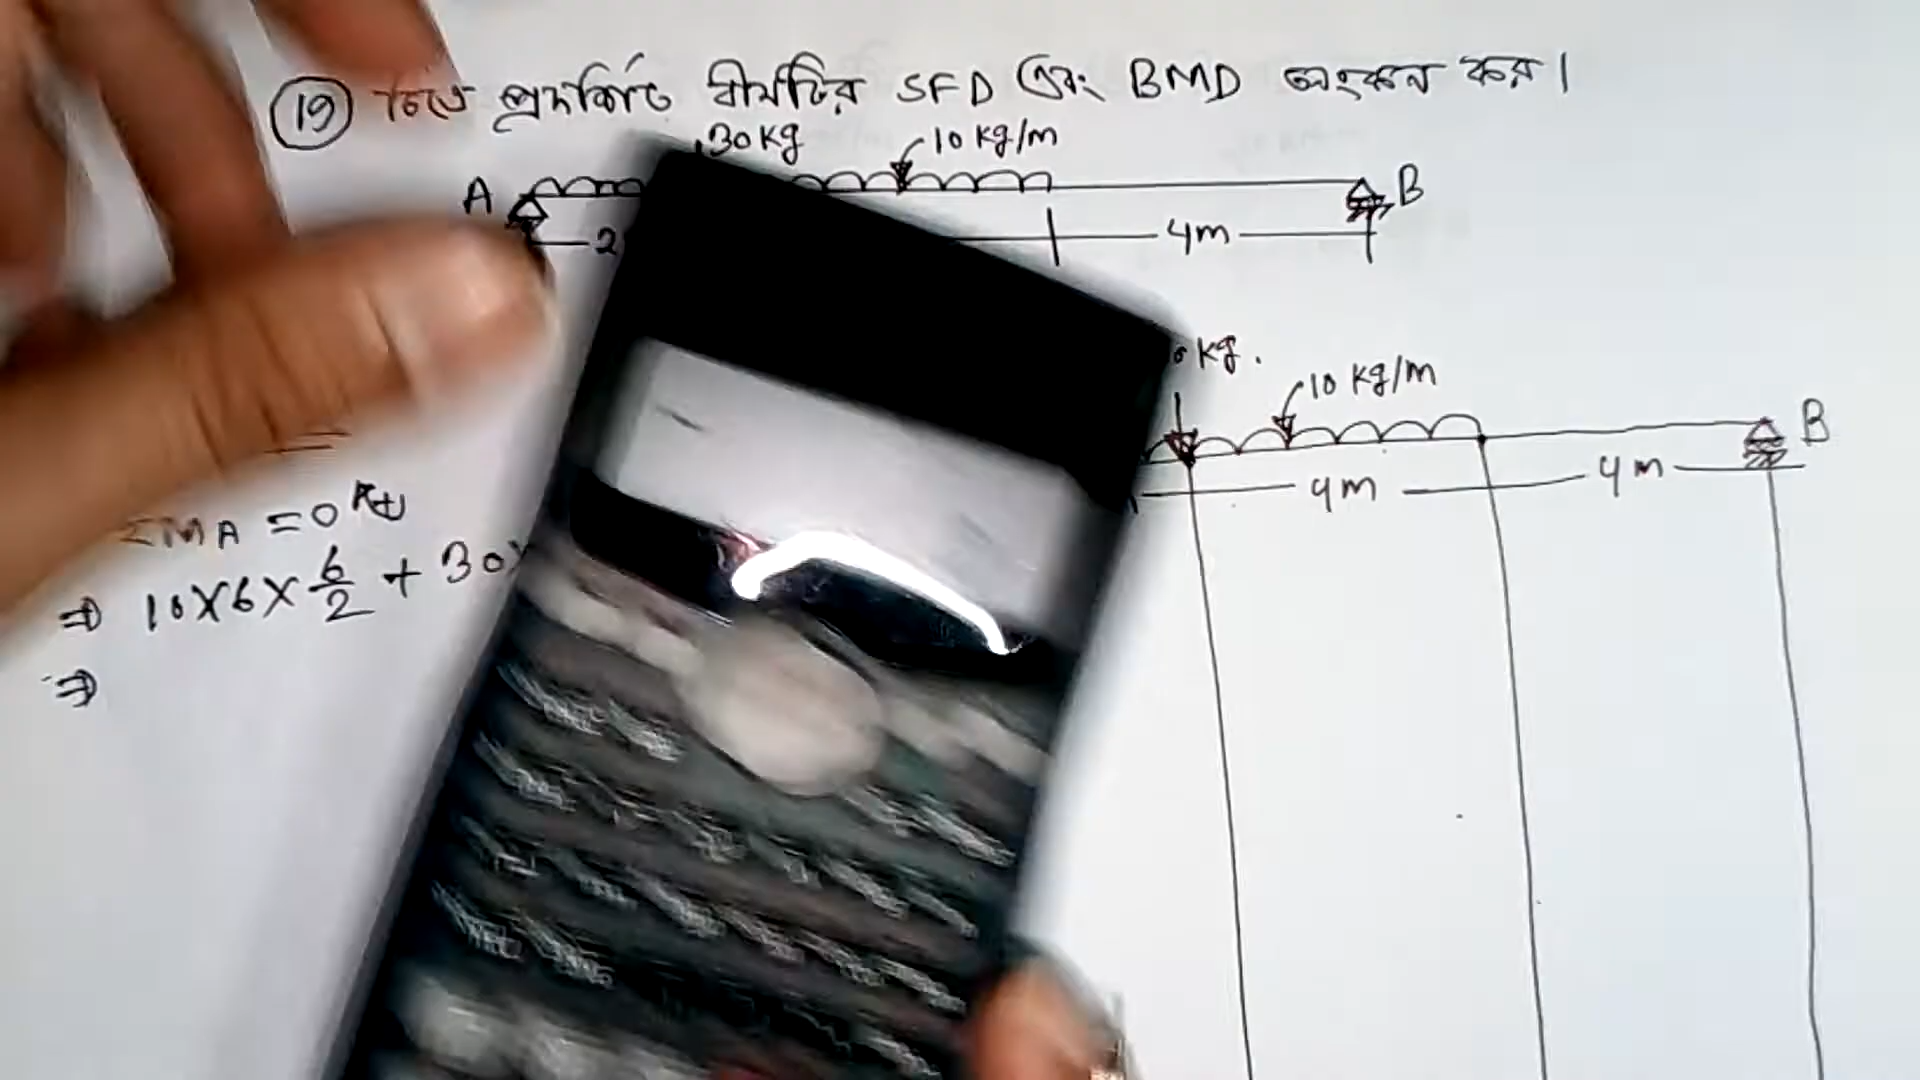 19 চিত্রে প্রদর্শিত বীমটির SFD এবং BMD অংকন কর।
30 kg 10 kg/m
A B
2 4m
kg.
10 kg/m
B
4m 4m
ΣMA = 0
⇒ 10×6×6/2 + 30×
⇒